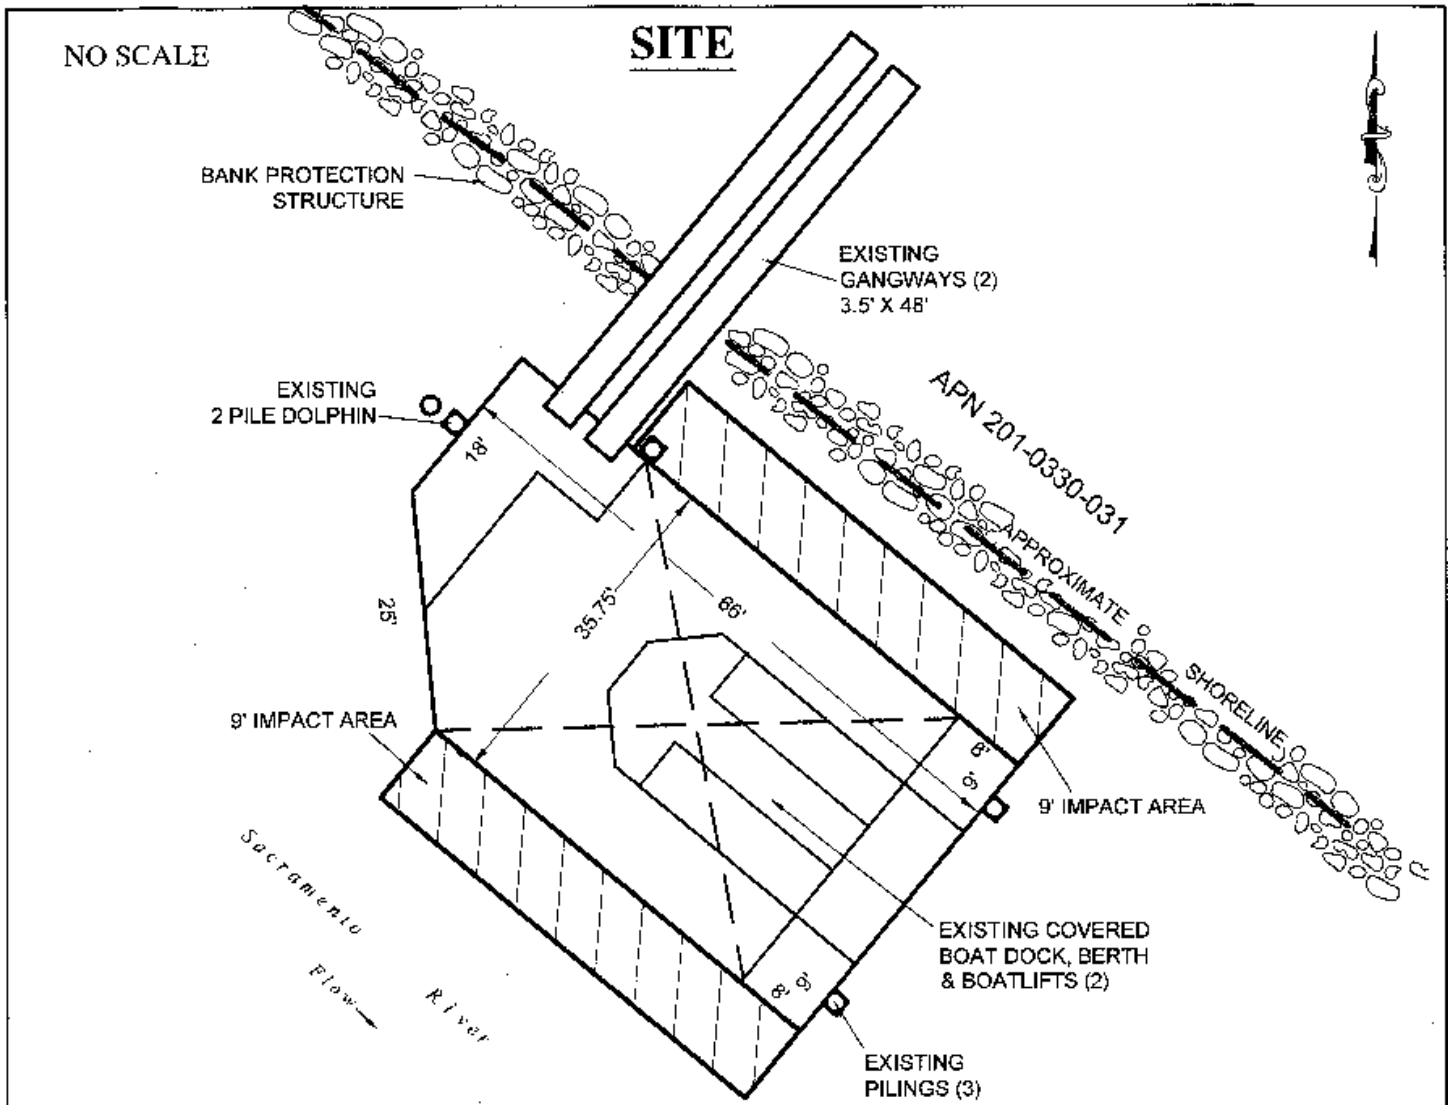 NO SCALE
SITE
BANK PROTECTION
STRUCTURE
EXISTING
GANGWAYS (2)
3.5' X 48'
EXISTING
2 PILE DOLPHIN
APN 201-0330-031
18'
APPROXIMATE
SHORELINE
25'
35.75'
66'
9' IMPACT AREA
8'
6'
9' IMPACT AREA
Sacramento
River
Flow
EXISTING COVERED
BOAT DOCK, BERTH
& BOATLIFTS (2)
6'
8'
EXISTING
PILINGS (3)